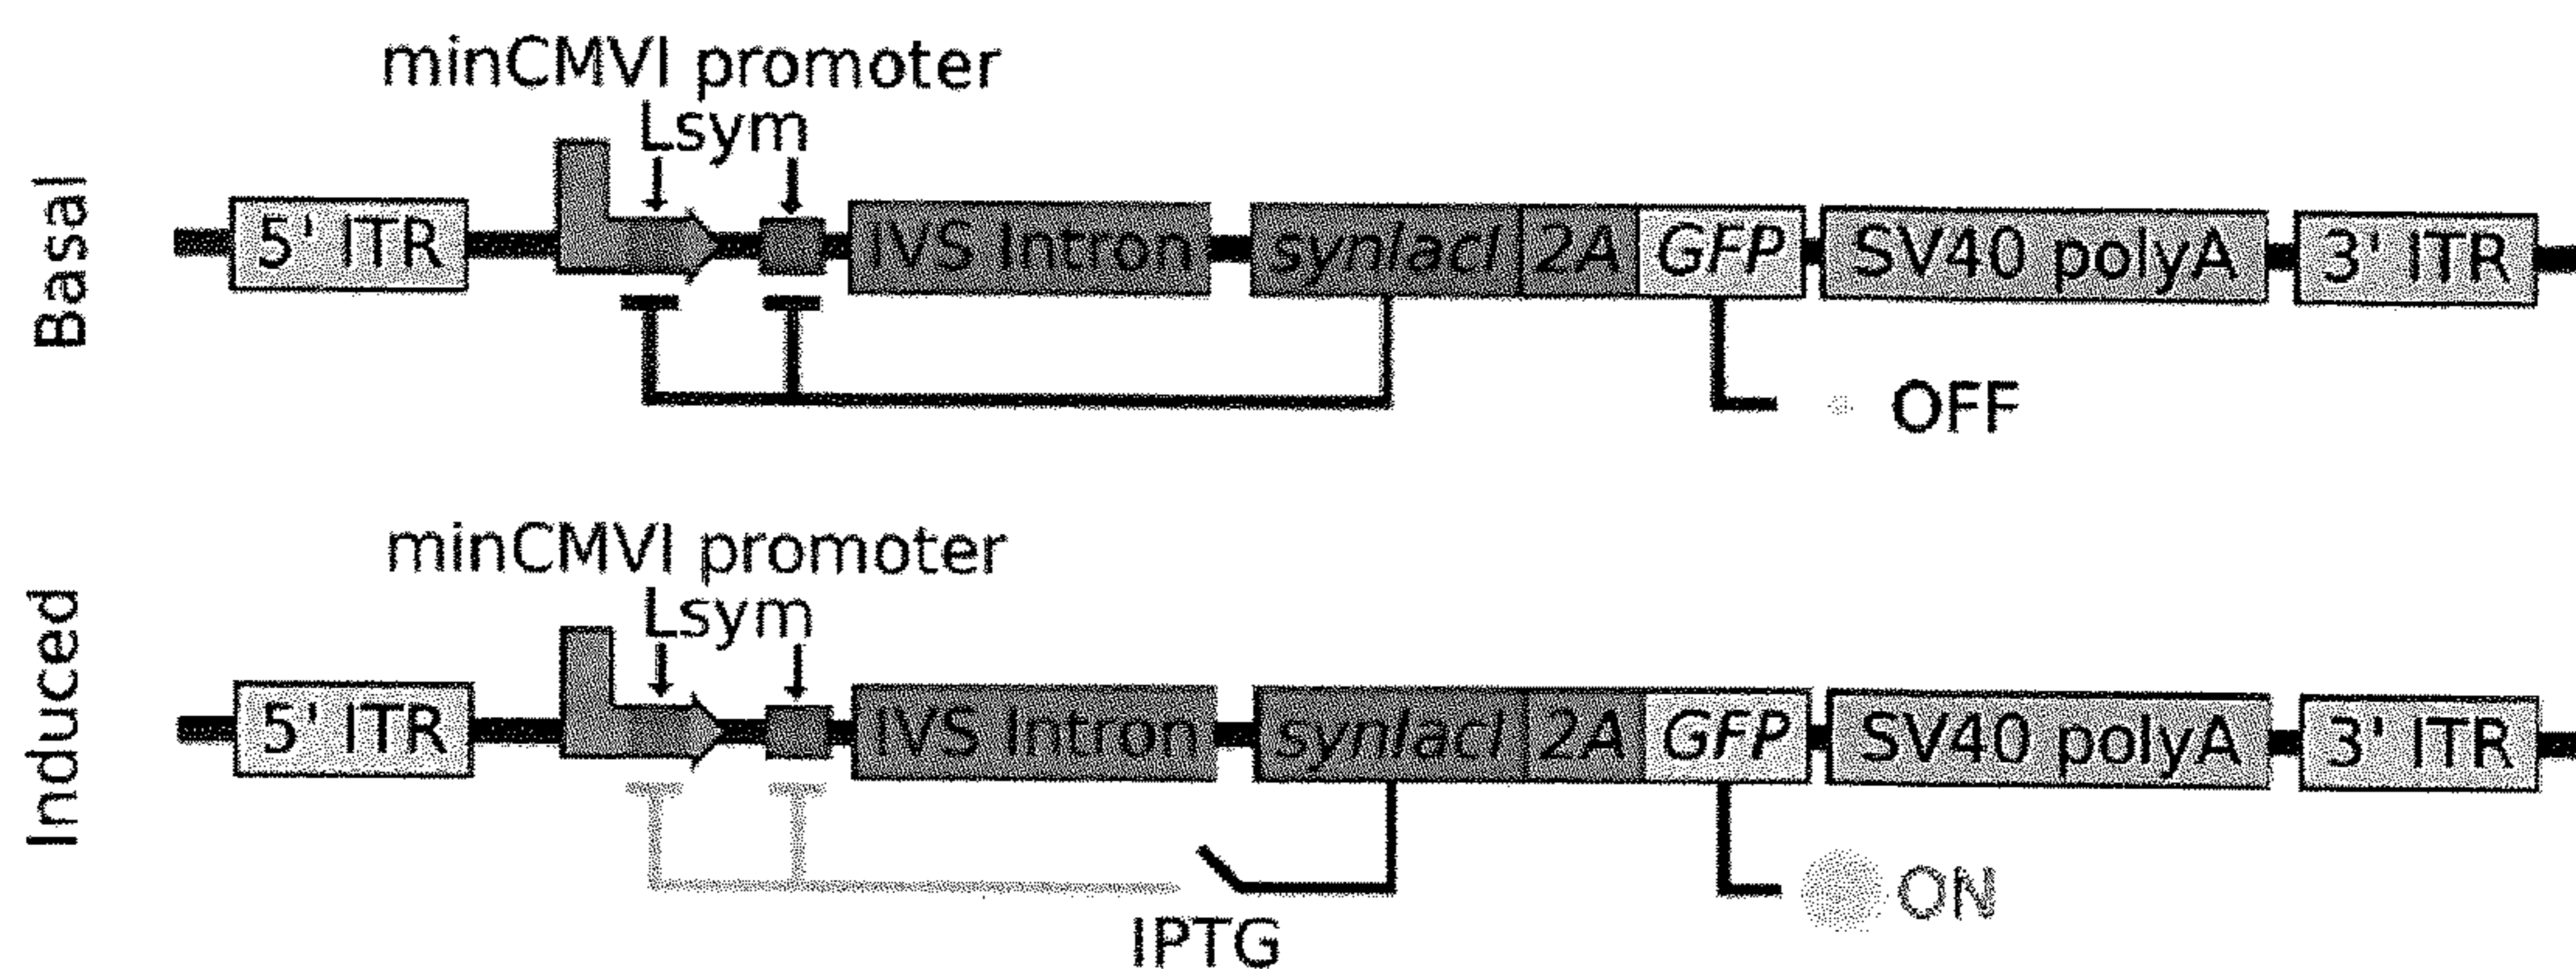 Basal
minCMVI promoter
Lsym
5' ITR
IVS Intron
synlacI
2A
GFP
SV40 polyA
3' ITR
OFF
Induced
minCMVI promoter
Lsym
5' ITR
IVS Intron
synlacI
2A
GFP
SV40 polyA
3' ITR
IPTG
ON